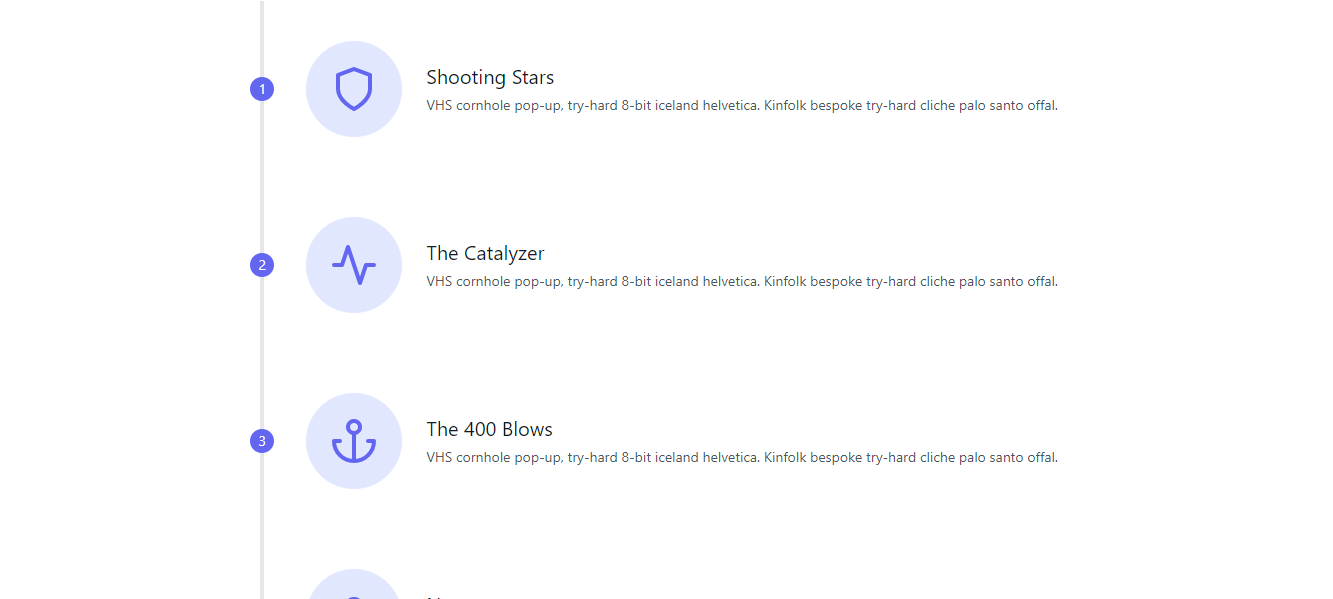 1
Shooting Stars
VHS cornhole pop-up, try-hard 8-bit iceland helvetica. Kinfolk bespoke try-hard cliche palo santo offal.
2
The Catalyzer
VHS cornhole pop-up, try-hard 8-bit iceland helvetica. Kinfolk bespoke try-hard cliche palo santo offal.
3
The 400 Blows
VHS cornhole pop-up, try-hard 8-bit iceland helvetica. Kinfolk bespoke try-hard cliche palo santo offal.